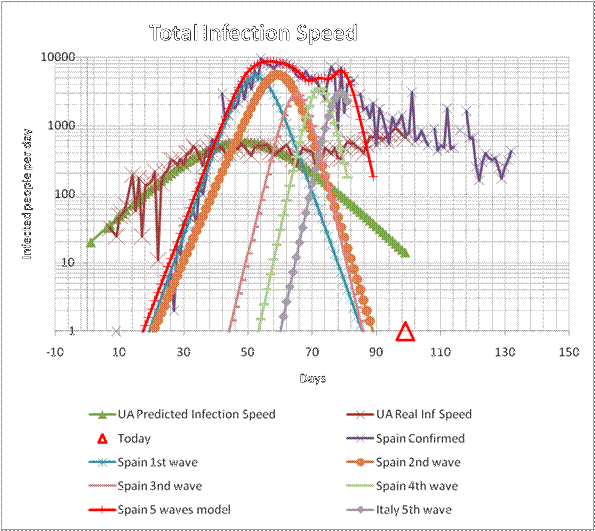 Total Infection Speed
10000
1000
100
10
1
Infected people per day
-10 10 30 50 70 90 110 130 150
Days
UA Predicted Infection Speed UA Real Inf Speed
Today Spain Confirmed
Spain 1st wave Spain 2nd wave
Spain 3nd wave Spain 4th wave
Spain 5 waves model Italy 5th wave